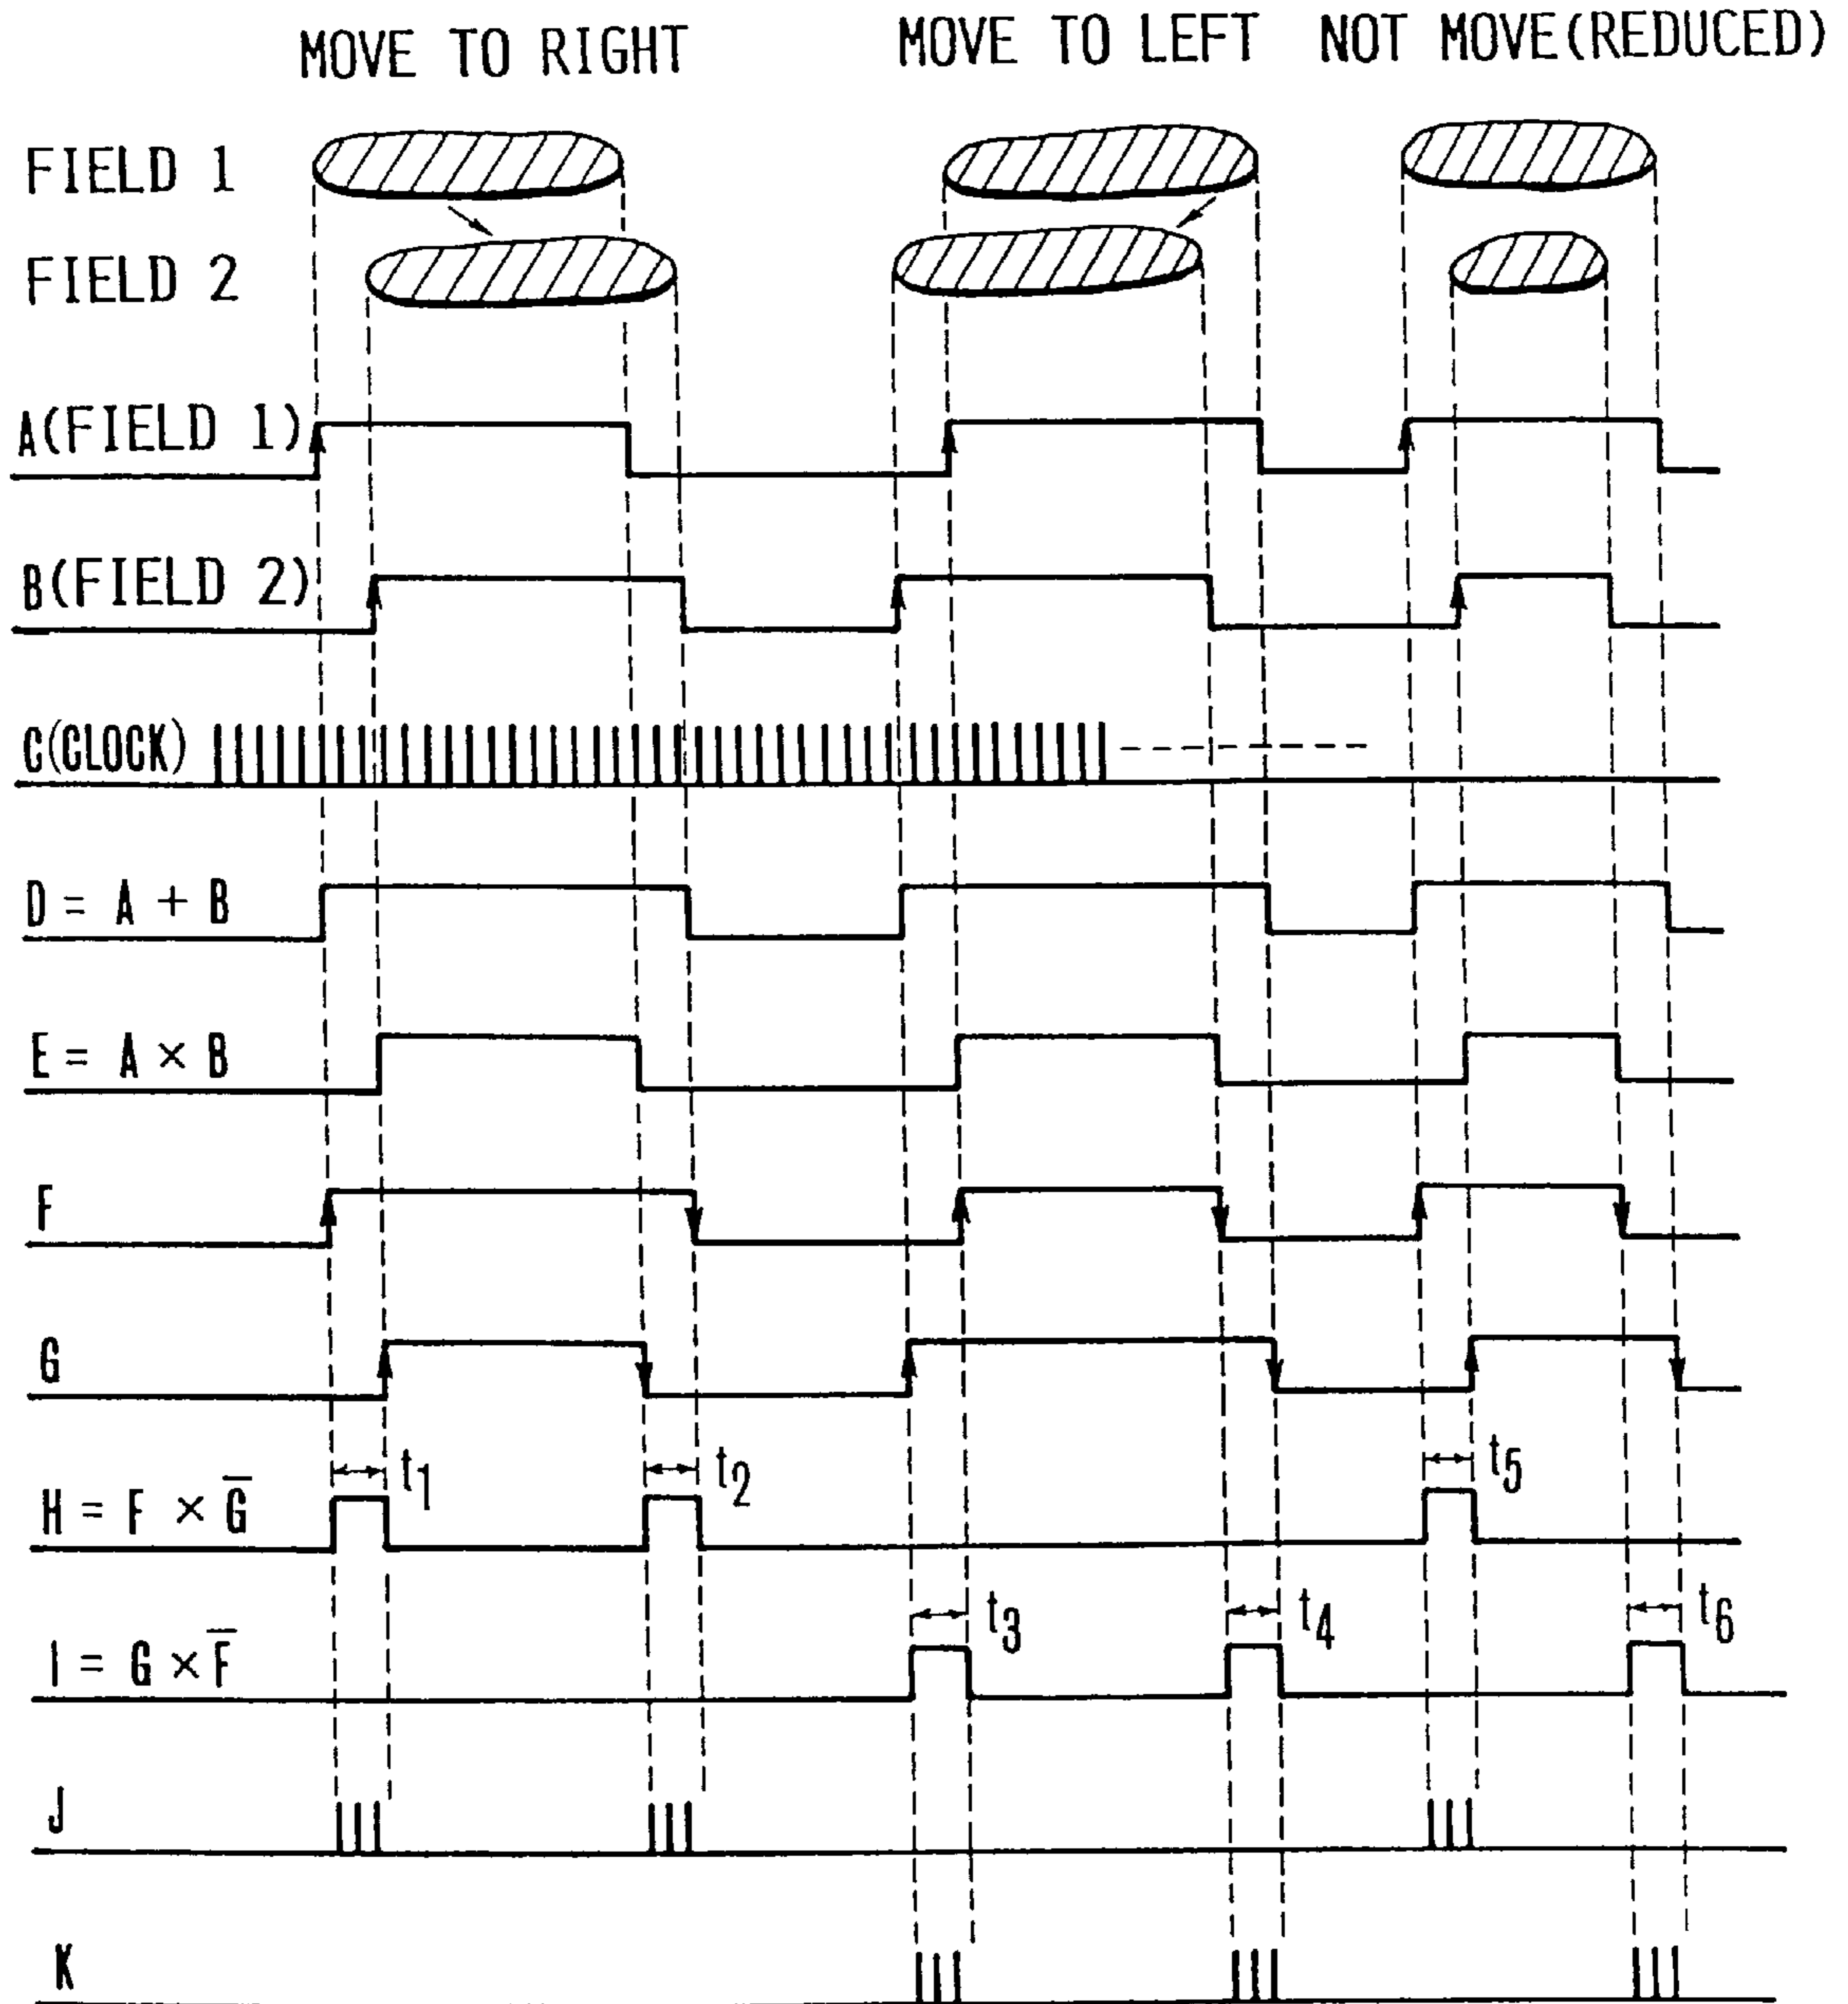 MOVE TO RIGHT MOVE TO LEFT NOT MOVE(REDUCED)
FIELD 1
FIELD 2
A(FIELD 1)
B(FIELD 2)
C(CLOCK)
D = A + B
E = A × B
F
G
t1 t2 t5
H = F × G̅
t3 t4 t6
I = G × F̅
J
K